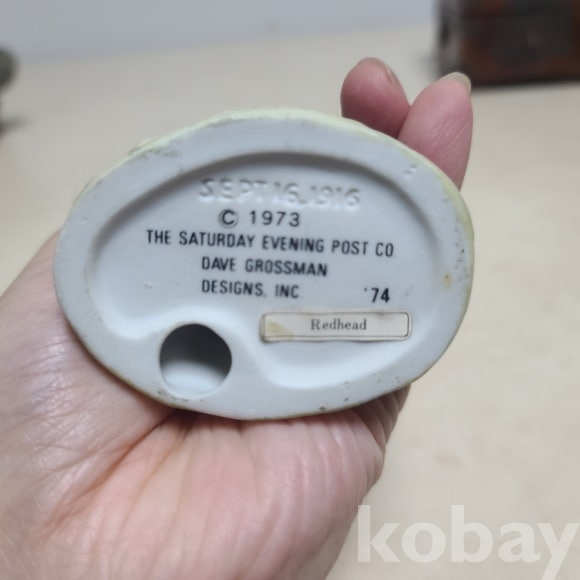 SEPT 16, 1916
© 1973
THE SATURDAY EVENING POST CO.
DAVE GROSSMAN
DESIGNS, INC. '74
Redhead
kobay